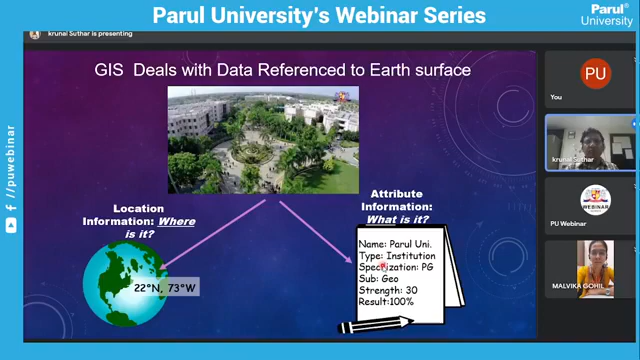 Parul University's Webinar Series
Parul®
University
krunal Suthar is presenting
GIS Deals with Data Referenced to Earth surface
PU
You
krunal Suthar
WEBINAR
PU Webinar
MALVIKA GOHIL
f //puwebinar
Location
Information: Where
is it?
22°N, 73°W
Attribute
Information:
What is it?
Name: Parul Uni.
Type: Institution
Specilization: PG
Sub: Geo
Strength: 30
Result:100%